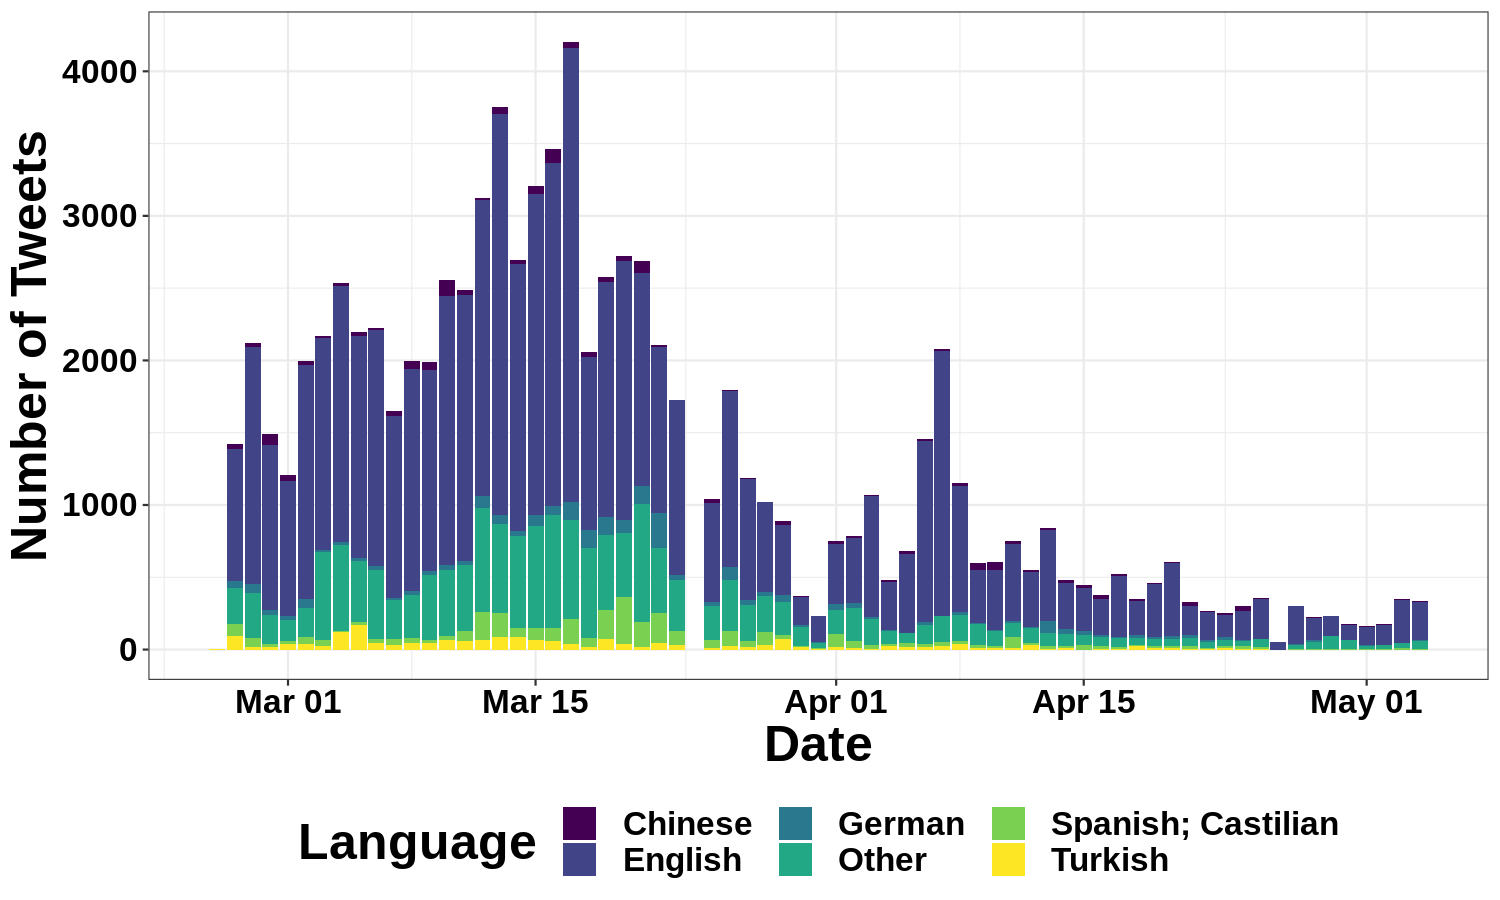 Number of Tweets
4000
3000
2000
1000
0
Mar 01 Mar 15 Apr 01 Apr 15 May 01
Date
Language
Chinese German Spanish; Castilian
English Other Turkish